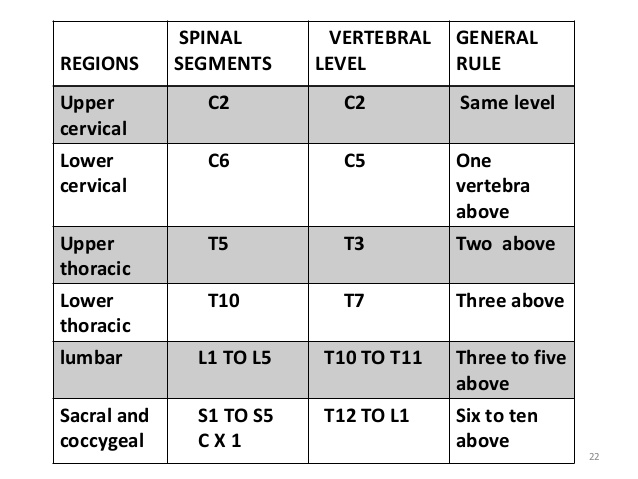 REGIONS SPINAL SEGMENTS VERTEBRAL LEVEL GENERAL RULE
Upper cervical C2 C2 Same level
Lower cervical C6 C5 One vertebra above
Upper thoracic T5 T3 Two above
Lower thoracic T10 T7 Three above
lumbar L1 TO L5 T10 TO T11 Three to five above
Sacral and coccygeal S1 TO S5 C X 1 T12 TO L1 Six to ten above
22